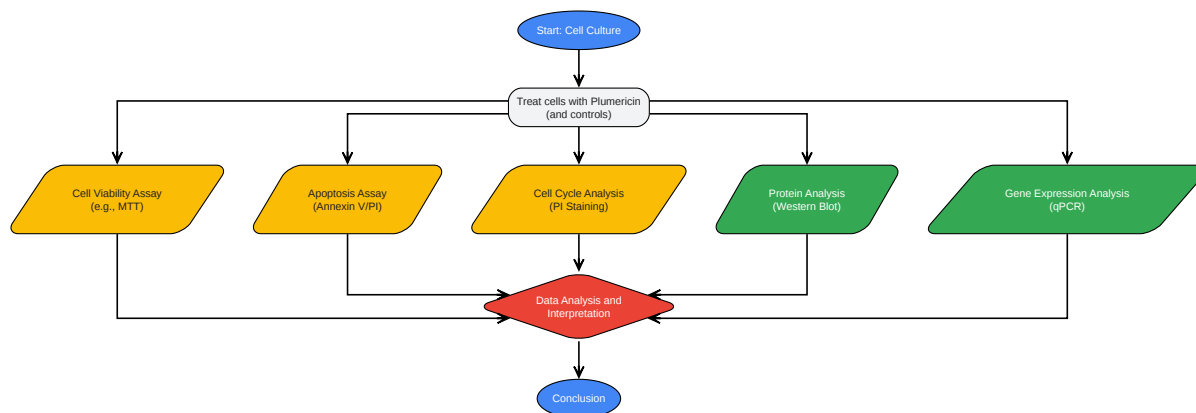 Start: Cell Culture
Treat cells with Plumericin
(and controls)
Cell Viability Assay
(e.g., MTT)
Apoptosis Assay
(Annexin V/PI)
Cell Cycle Analysis
(PI Staining)
Protein Analysis
(Western Blot)
Gene Expression Analysis
(qPCR)
Data Analysis and
Interpretation
Conclusion